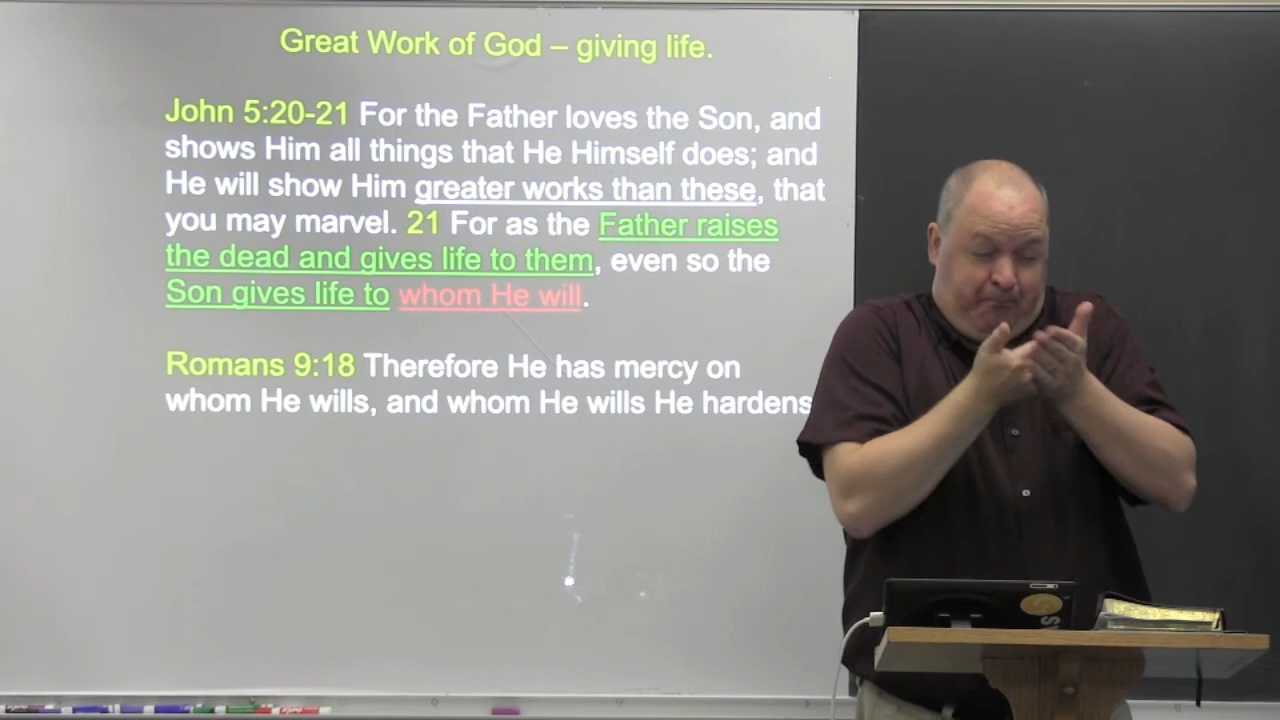 Great Work of God – giving life.
John 5:20-21 For the Father loves the Son, and
shows Him all things that He Himself does; and
He will show Him greater works than these, that
you may marvel. 21 For as the Father raises
the dead and gives life to them, even so the
Son gives life to whom He will.
Romans 9:18 Therefore He has mercy on
whom He wills, and whom He wills He hardens